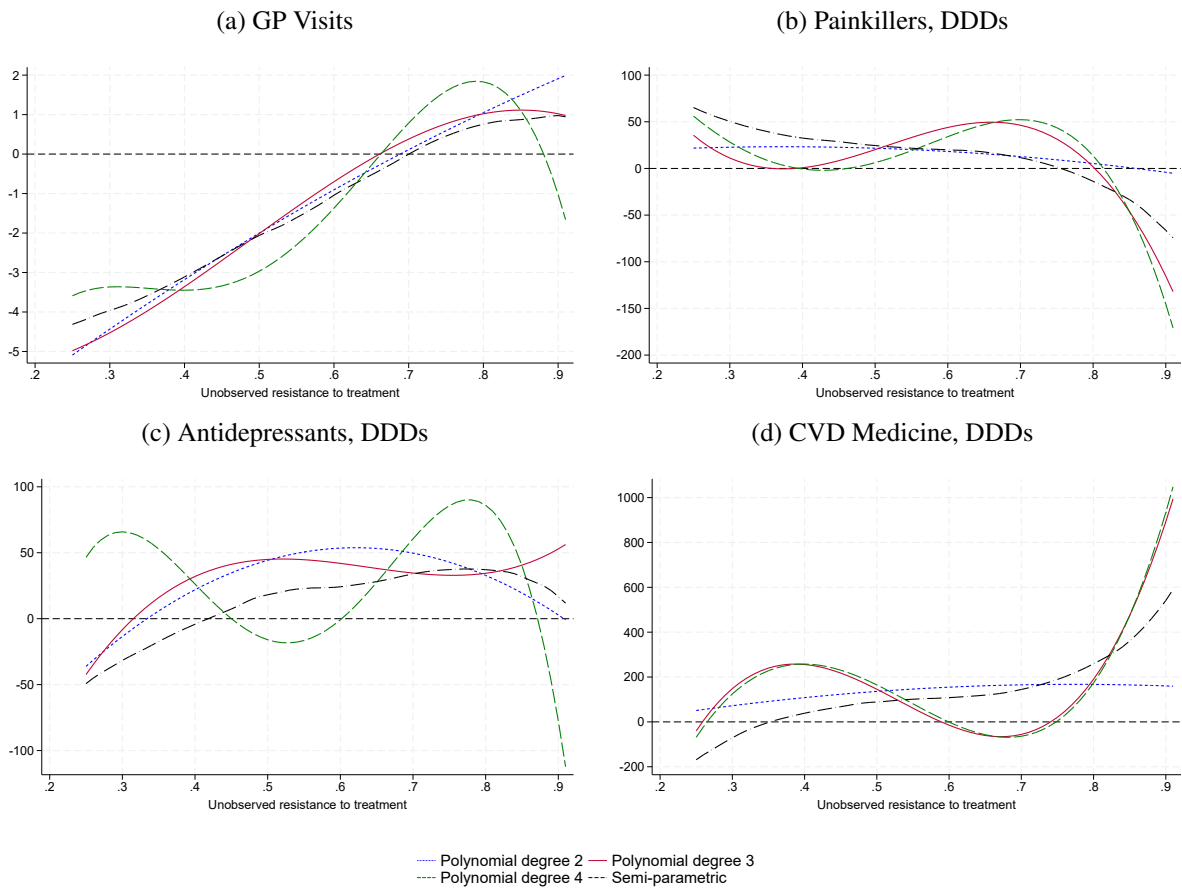 (a) GP Visits
2
1
0
-1
-2
-3
-4
-5
.2 .3 .4 .5 .6 .7 .8 .9
Unobserved resistance to treatment
(b) Painkillers, DDDs
100
50
0
-50
-100
-150
-200
.2 .3 .4 .5 .6 .7 .8 .9
Unobserved resistance to treatment
(c) Antidepressants, DDDs
100
50
0
-50
-100
.2 .3 .4 .5 .6 .7 .8 .9
Unobserved resistance to treatment
(d) CVD Medicine, DDDs
1000
800
600
400
200
0
-200
.2 .3 .4 .5 .6 .7 .8 .9
Unobserved resistance to treatment
Polynomial degree 2 Polynomial degree 3
Polynomial degree 4 Semi-parametric